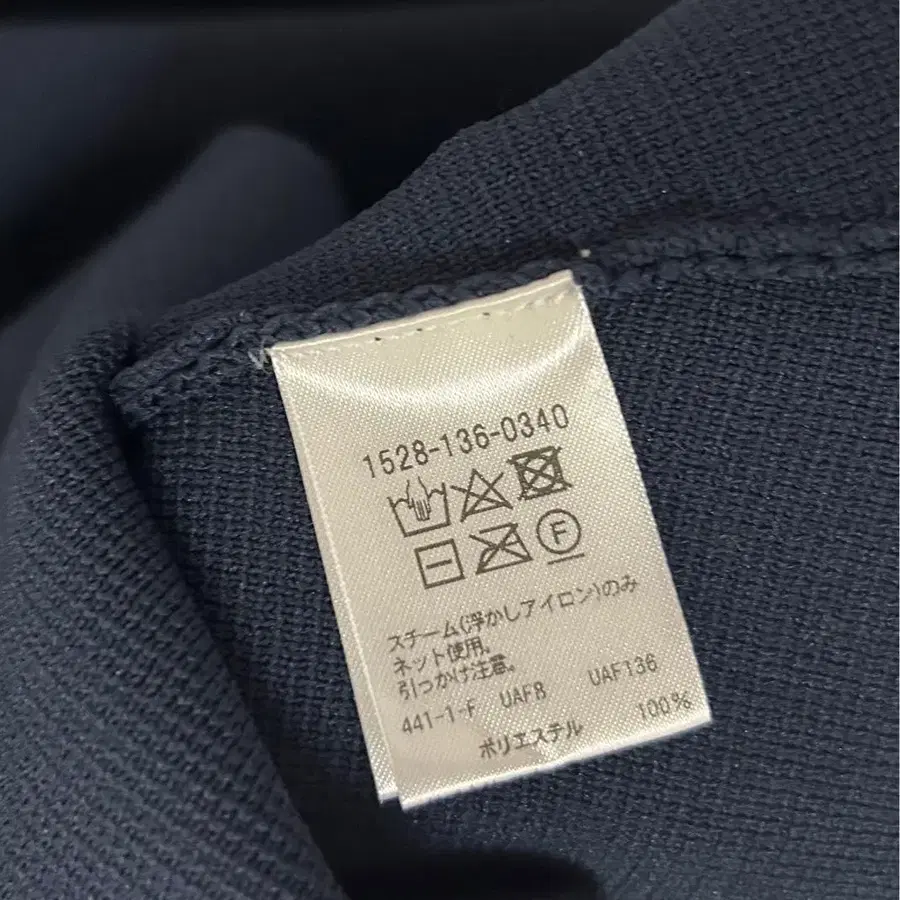 1528-136-0340
F
スチーム(浮かしアイロン)のみ
ネット使用。
引っかけ注意。
441-1-F UAF8 UAF136
ポリエステル 100%